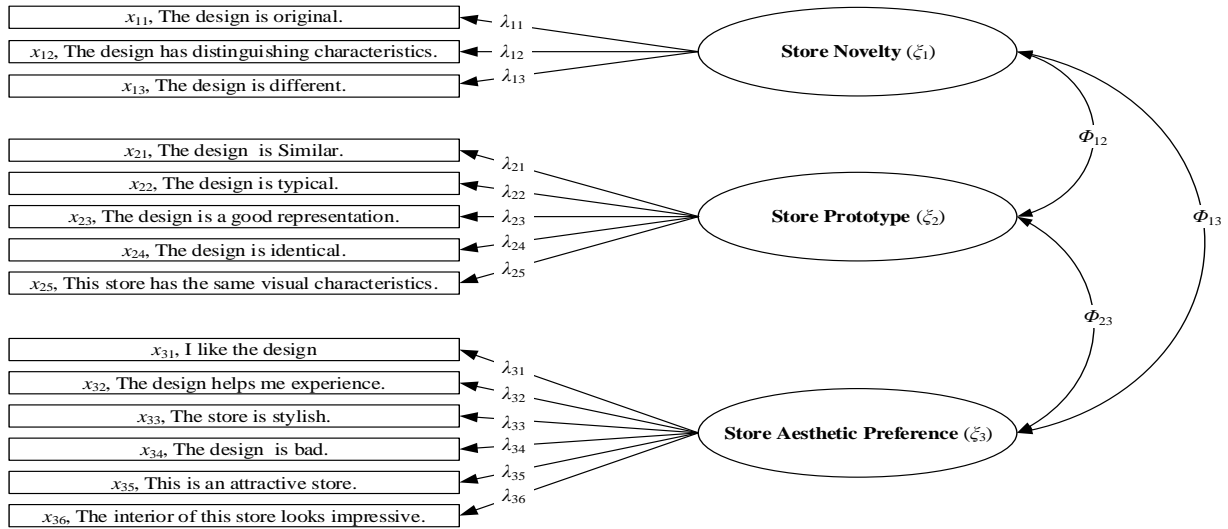 x11, The design is original.
x12, The design has distinguishing characteristics.
x13, The design is different.
λ11
λ12
λ13
Store Novelty (ξ1)
x21, The design is Similar.
x22, The design is typical.
x23, The design is a good representation.
x24, The design is identical.
x25, This store has the same visual characteristics.
λ21
λ22
λ23
λ24
λ25
Store Prototype (ξ2)
x31, I like the design
x32, The design helps me experience.
x33, The store is stylish.
x34, The design is bad.
x35, This is an attractive store.
x36, The interior of this store looks impressive.
λ31
λ32
λ33
λ34
λ35
λ36
Store Aesthetic Preference (ξ3)
Φ12
Φ13
Φ23